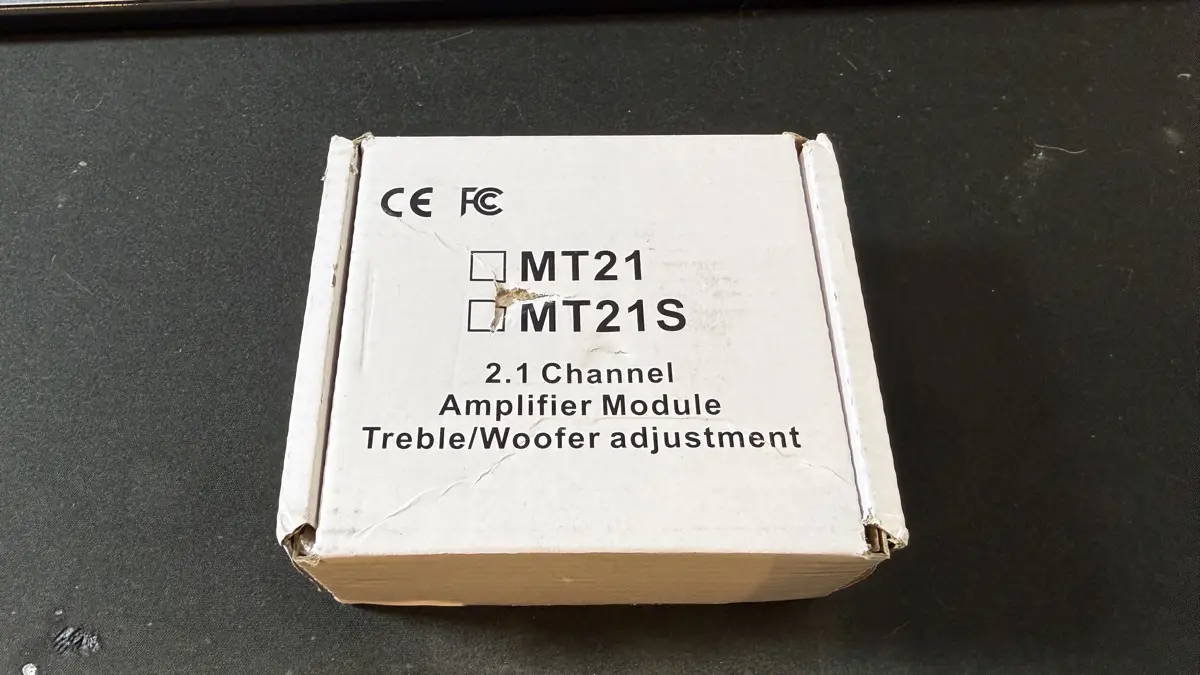 CE FC
MT21
MT21S
2.1 Channel
Amplifier Module
Treble/Woofer adjustment